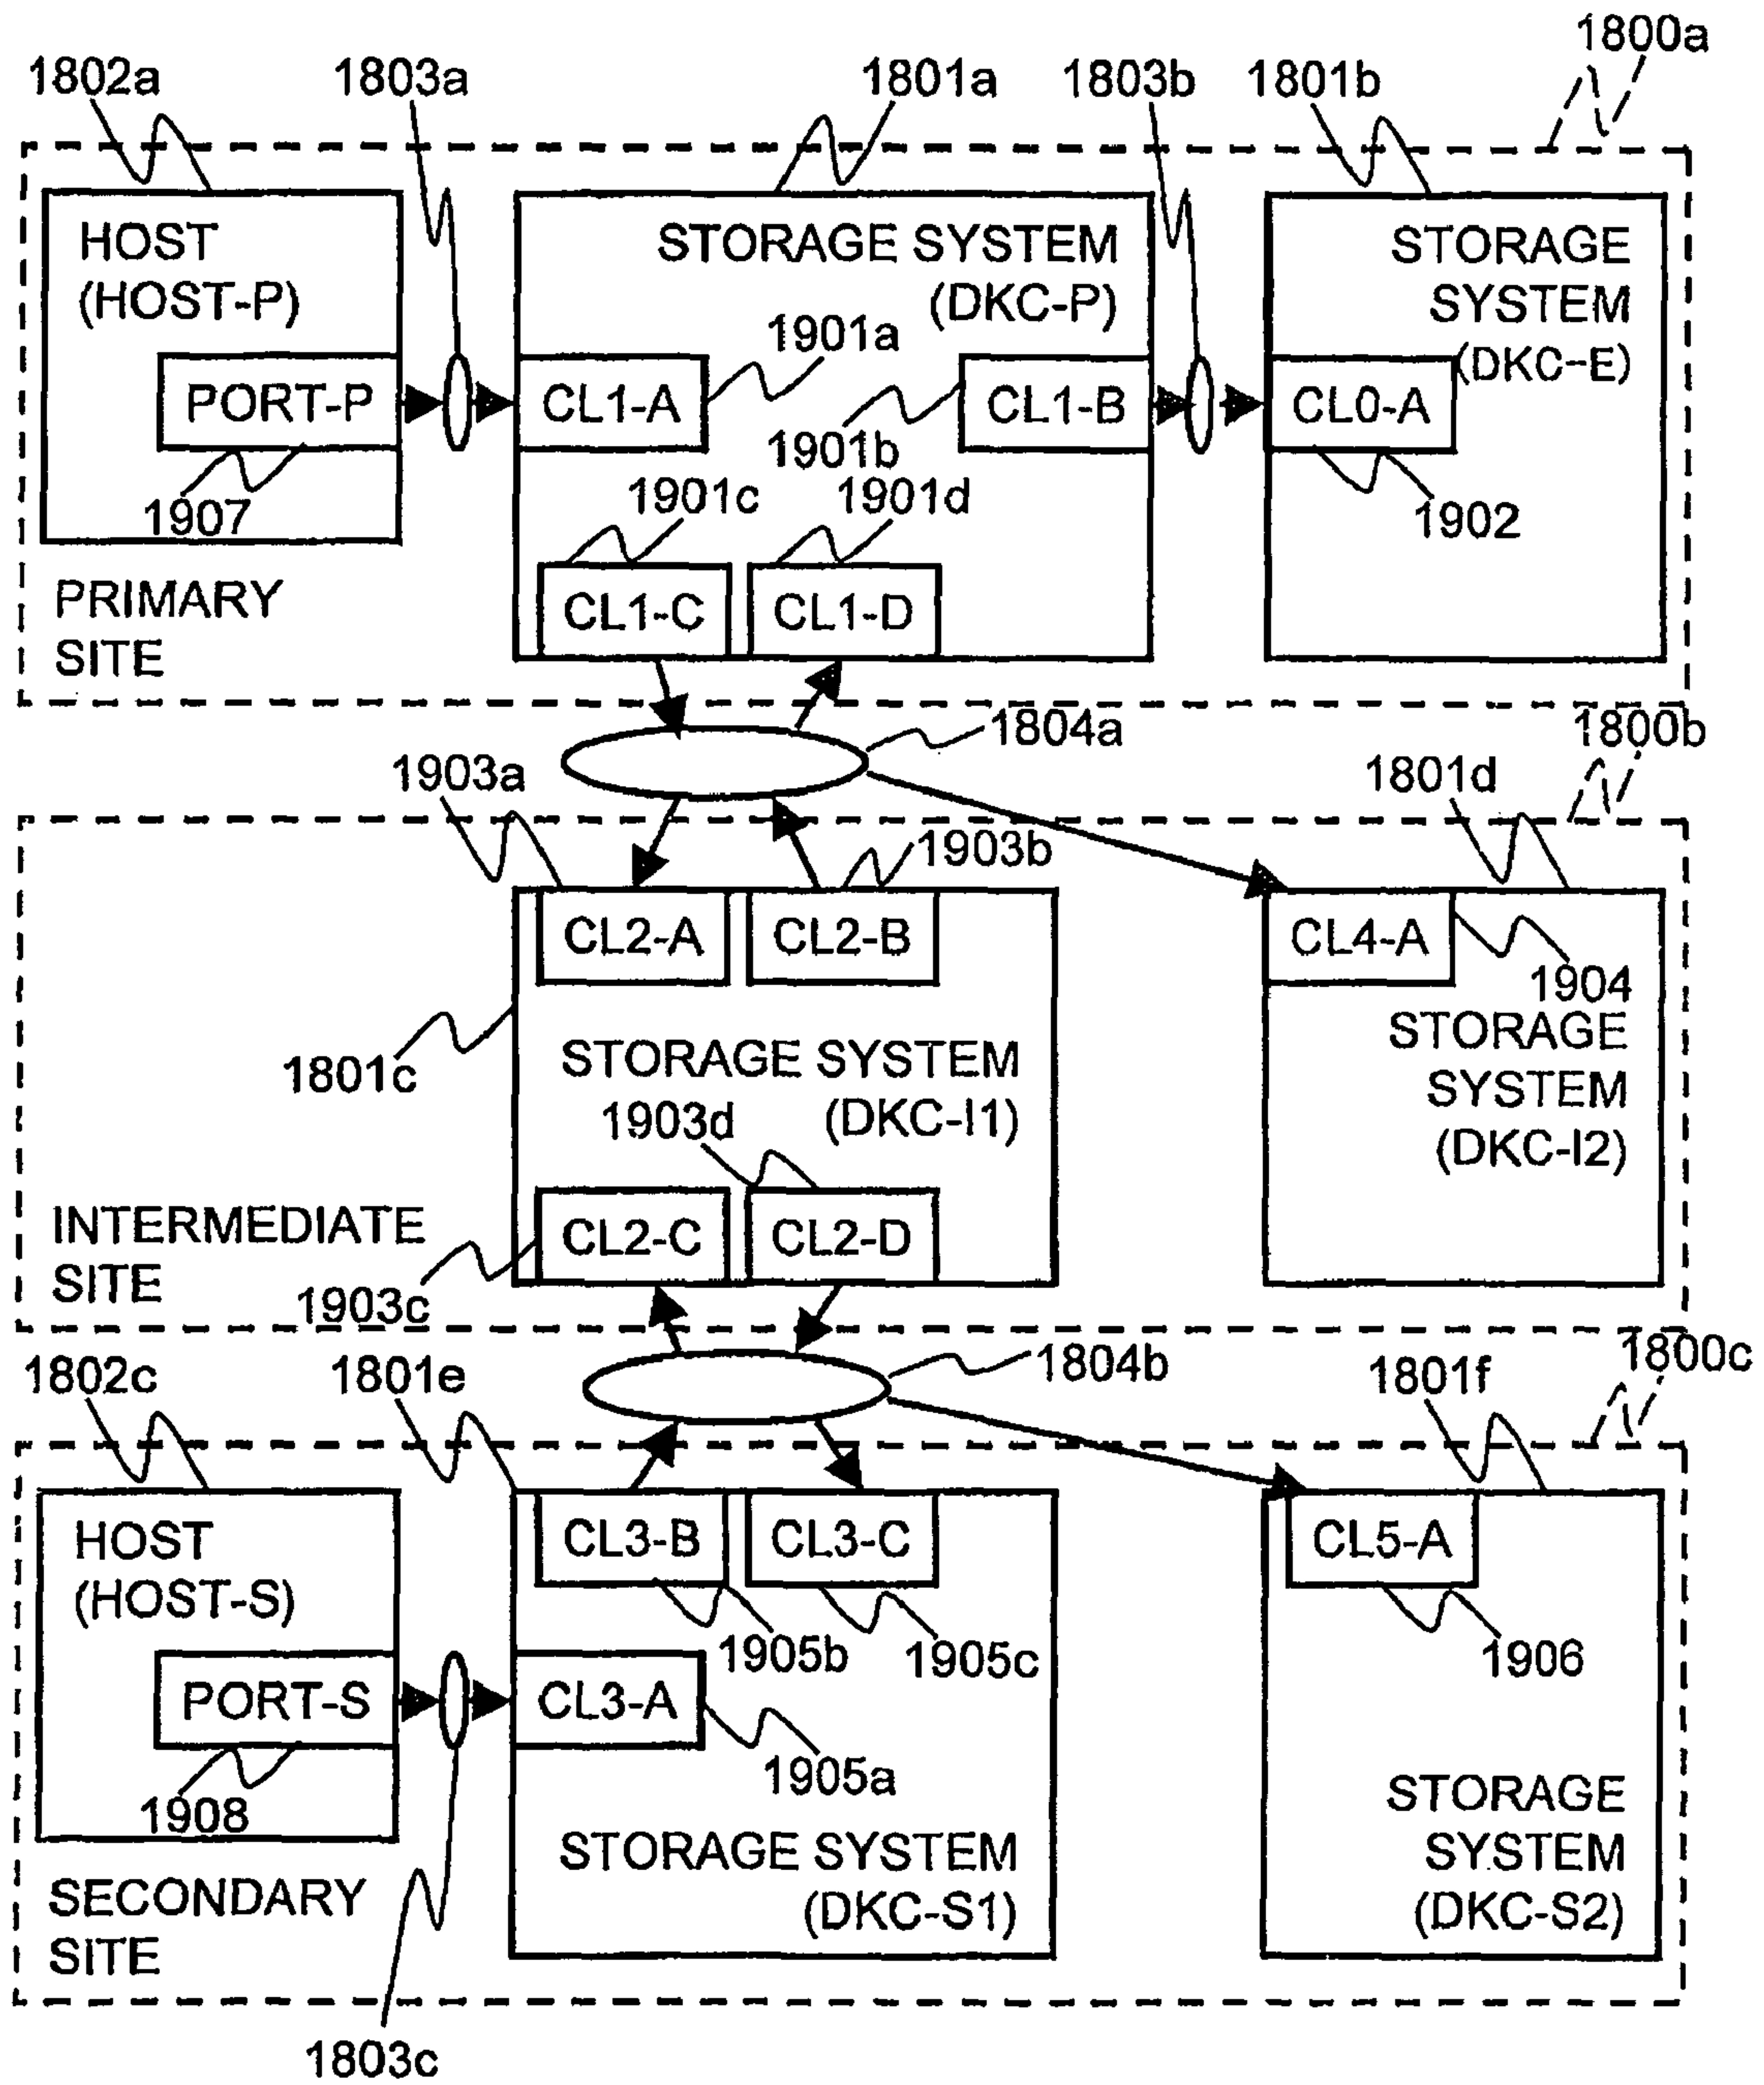 1800a
1802a
1803a
1801a
1803b
1801b
HOST
(HOST-P)
STORAGE SYSTEM
(DKC-P)
STORAGE
SYSTEM
(DKC-E)
1901a
PORT-P
CL1-A
CL1-B
CL0-A
1901b
1907
1901c
1901d
1902
PRIMARY
SITE
CL1-C
CL1-D
1804a
1800b
1903a
1801d
1903b
CL2-A
CL2-B
CL4-A
1904
1801c
STORAGE SYSTEM
(DKC-I1)
STORAGE
SYSTEM
(DKC-I2)
1903d
INTERMEDIATE
SITE
CL2-C
CL2-D
1903c
1802c
1801e
1804b
1801f
1800c
HOST
(HOST-S)
CL3-B
CL3-C
CL5-A
1905b
1905c
1906
PORT-S
CL3-A
1905a
1908
STORAGE SYSTEM
(DKC-S1)
STORAGE
SYSTEM
(DKC-S2)
SECONDARY
SITE
1803c